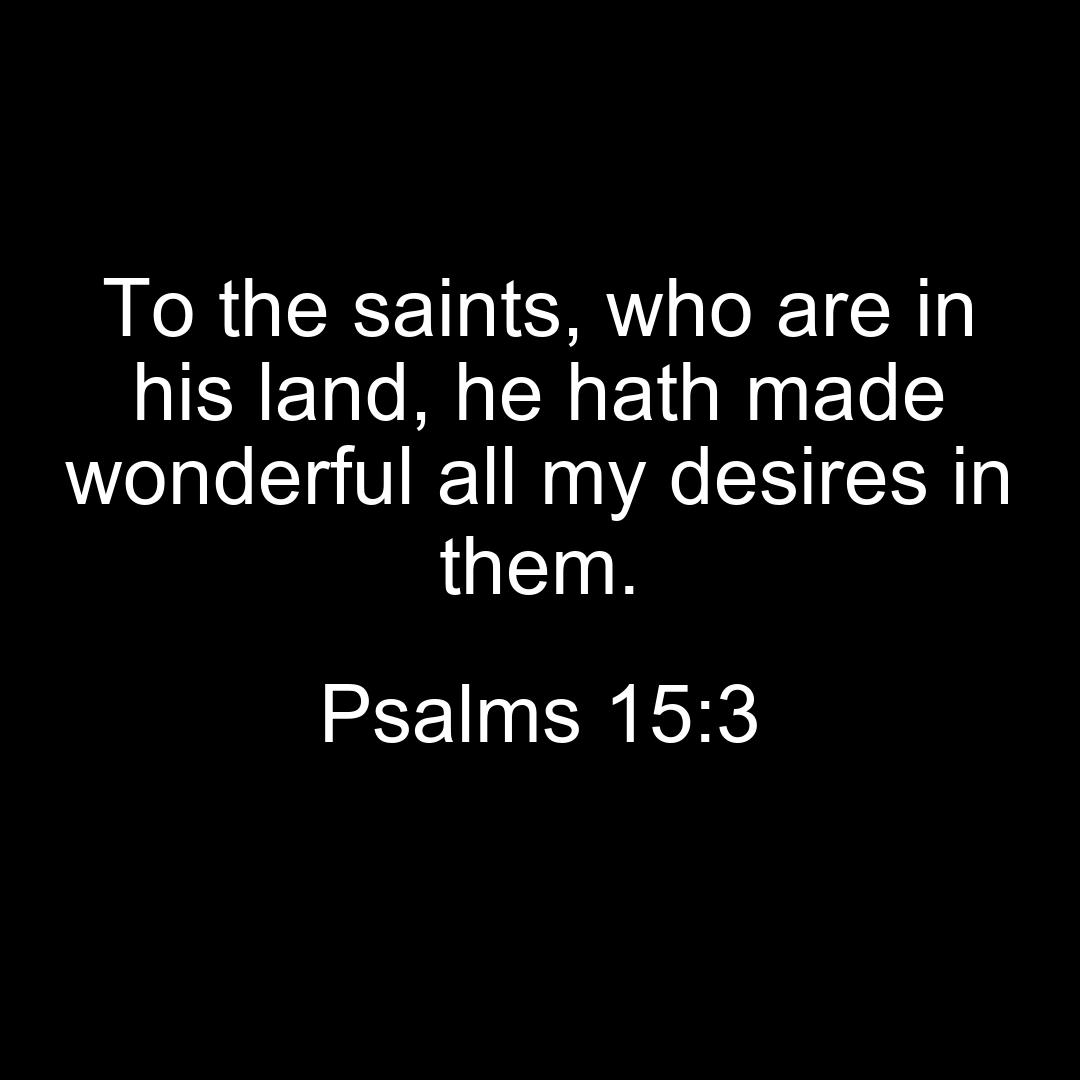 To the saints, who are in
his land, he hath made
wonderful all my desires in
them.
Psalms 15:3